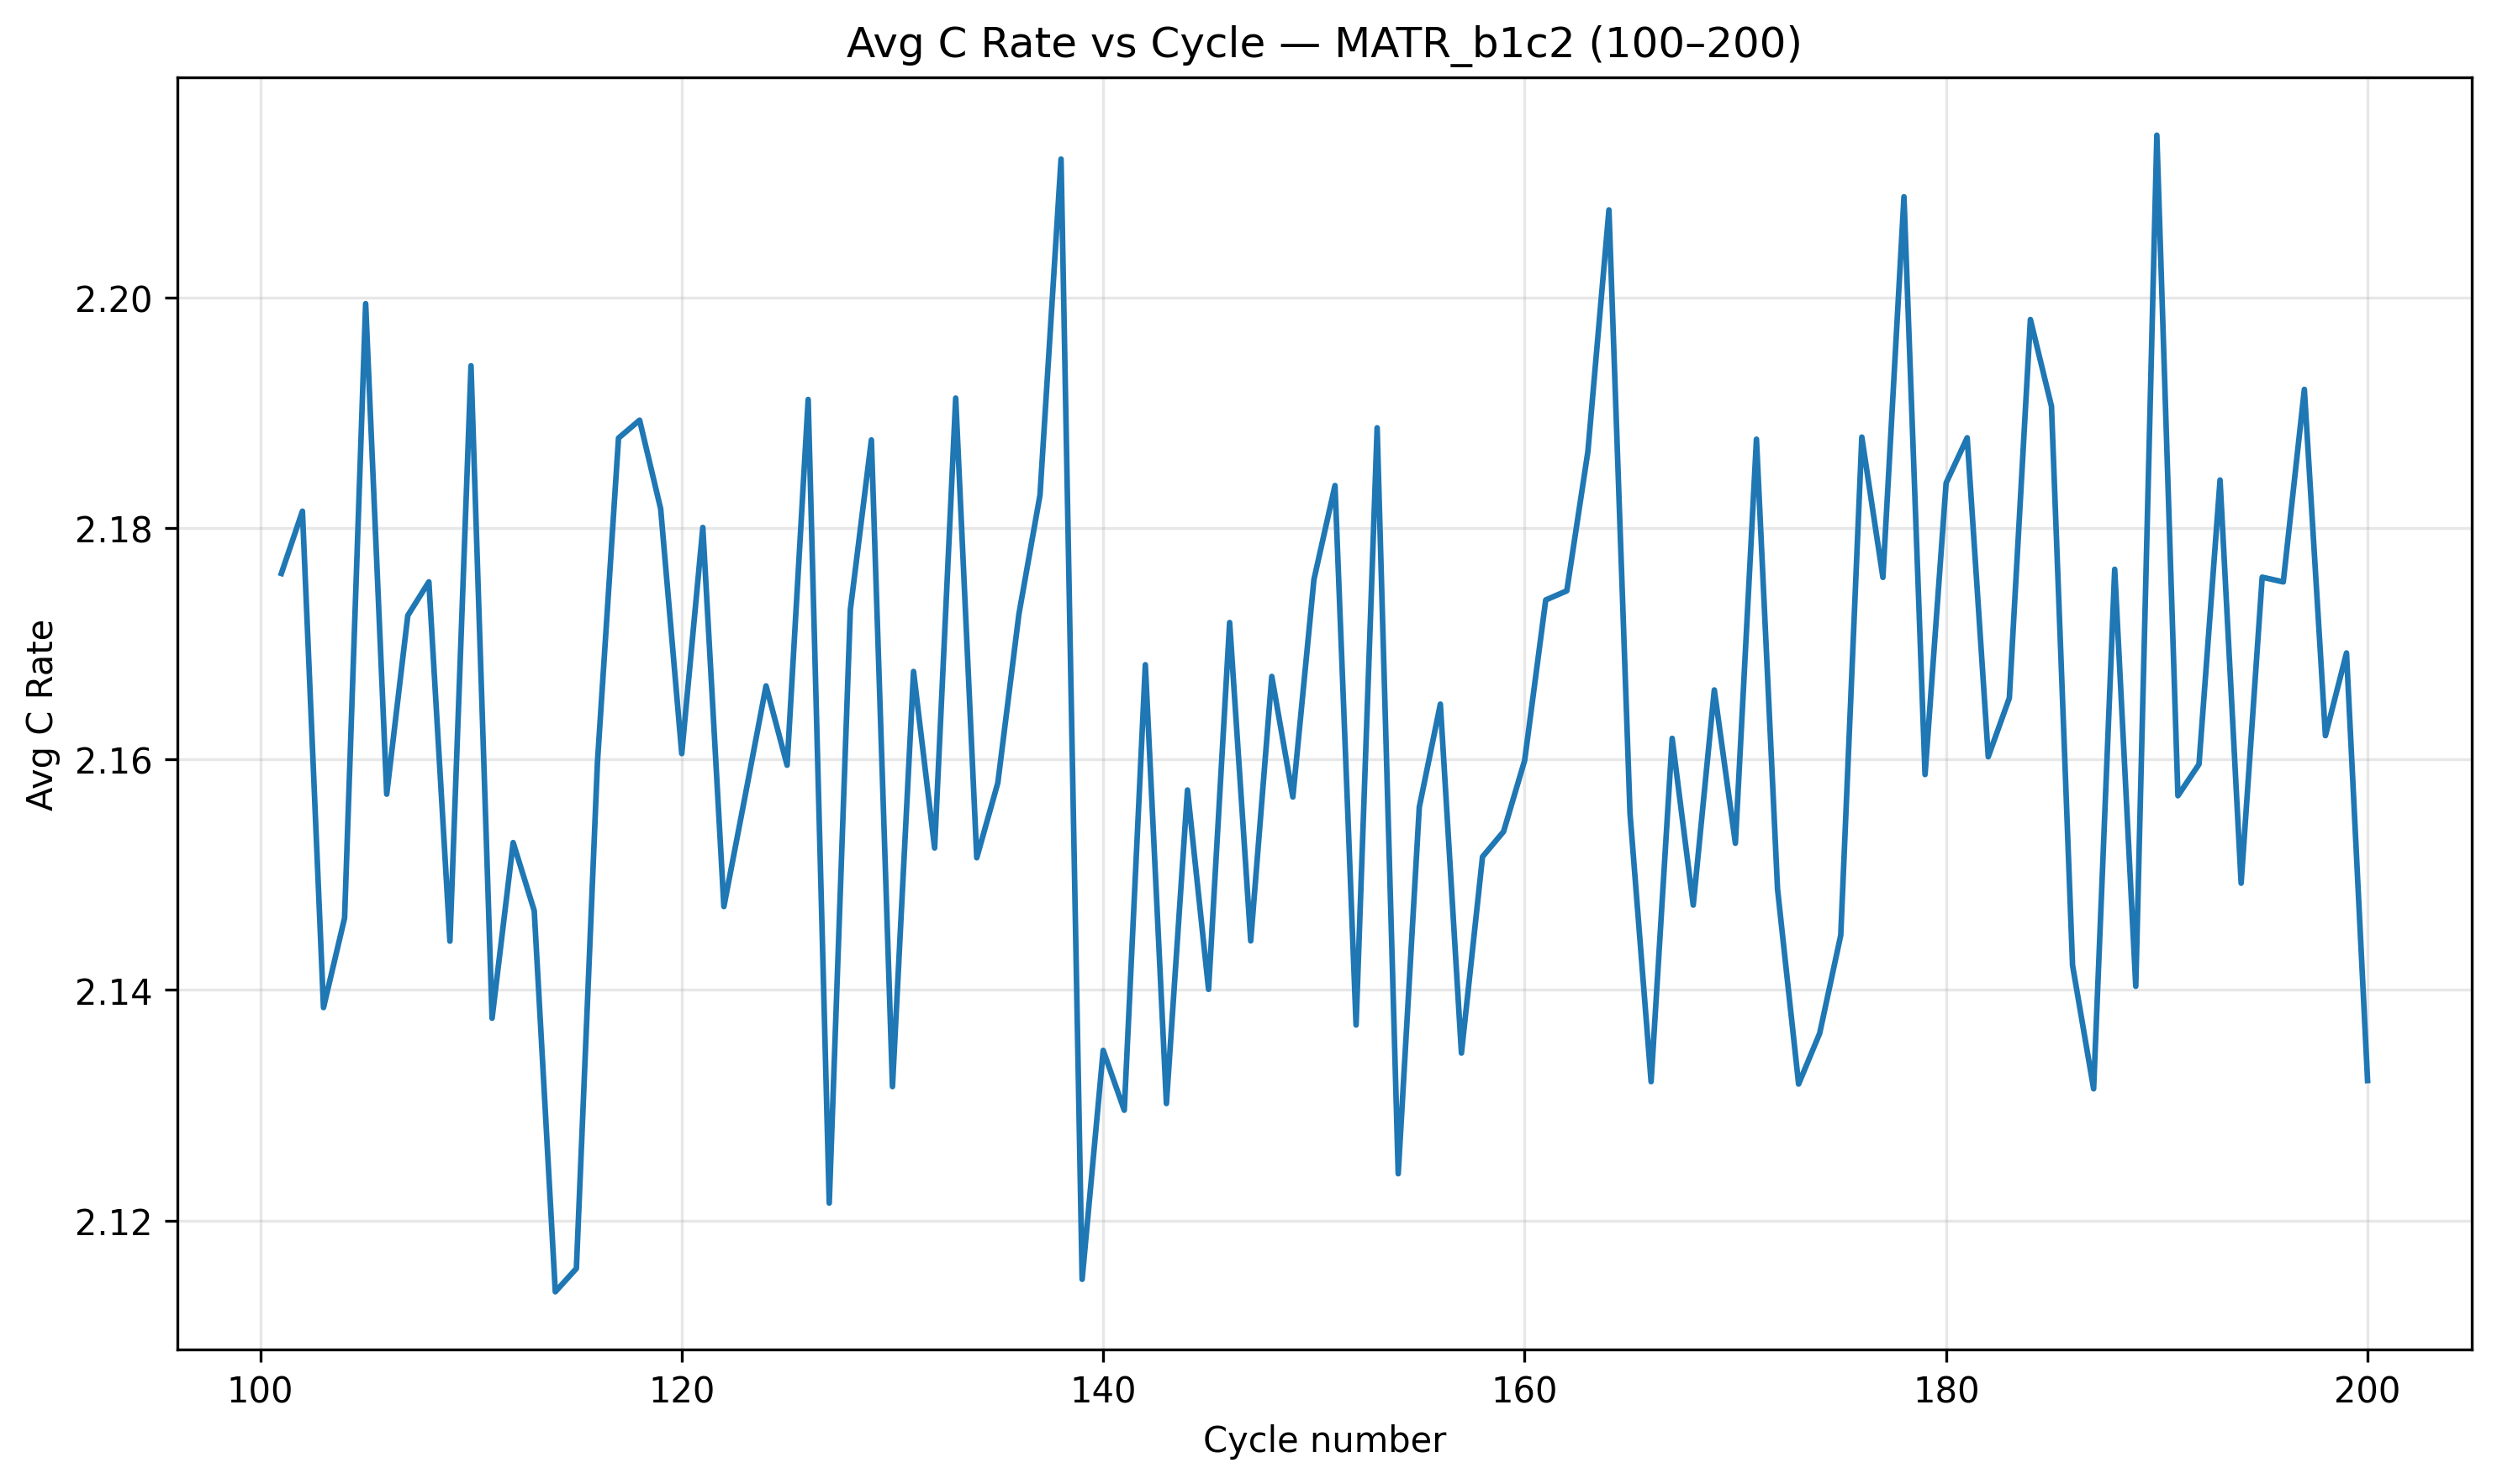 Avg C Rate vs Cycle — MATR_b1c2 (100–200)
Avg C Rate
2.20
2.18
2.16
2.14
2.12
100 120 140 160 180 200
Cycle number